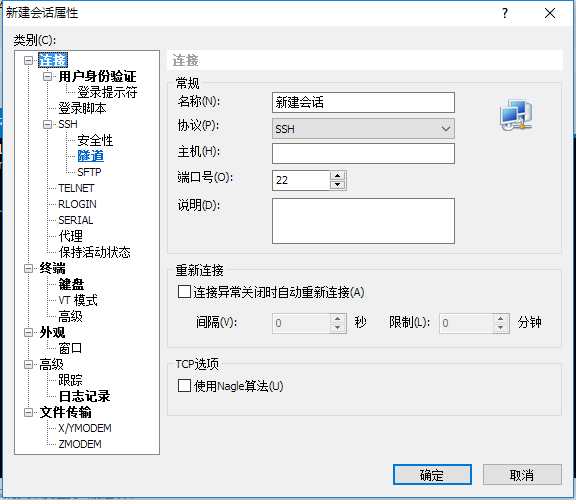 新建会话属性
?
类别(C):
连接
用户身份验证
登录提示符
登录脚本
SSH
安全性
隧道
SFTP
TELNET
RLOGIN
SERIAL
代理
保持活动状态
终端
键盘
VT 模式
高级
外观
窗口
高级
跟踪
日志记录
文件传输
X/YMODEM
ZMODEM
连接
常规
名称(N): 新建会话
协议(P): SSH
主机(H):
端口号(O): 22
说明(D):
重新连接
连接异常关闭时自动重新连接(A)
间隔(V): 0 秒 限制(L): 0 分钟
TCP选项
使用Nagle算法(U)
确定 取消